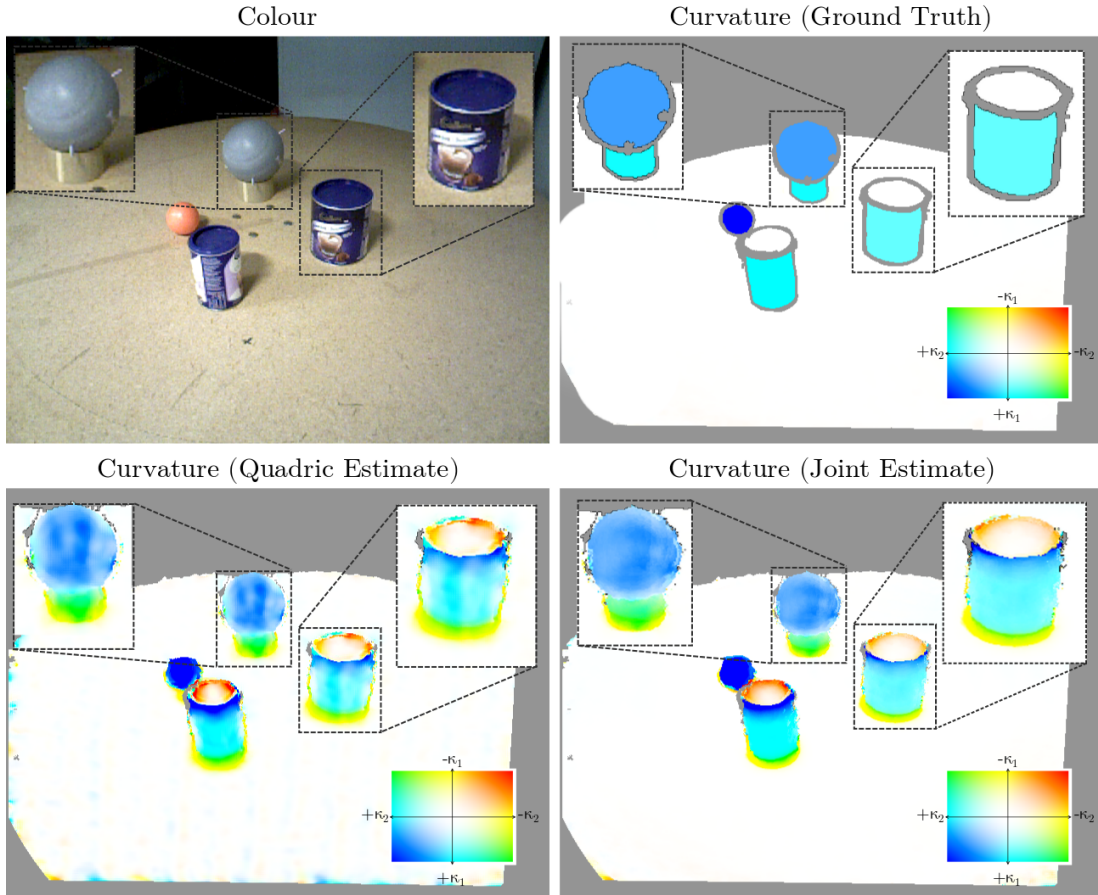 Colour
Curvature (Ground Truth)
-κ₁
+κ₂
-κ₂
+κ₁
Curvature (Quadric Estimate)
Curvature (Joint Estimate)
-κ₁
+κ₂
-κ₂
+κ₁
-κ₁
+κ₂
-κ₂
+κ₁